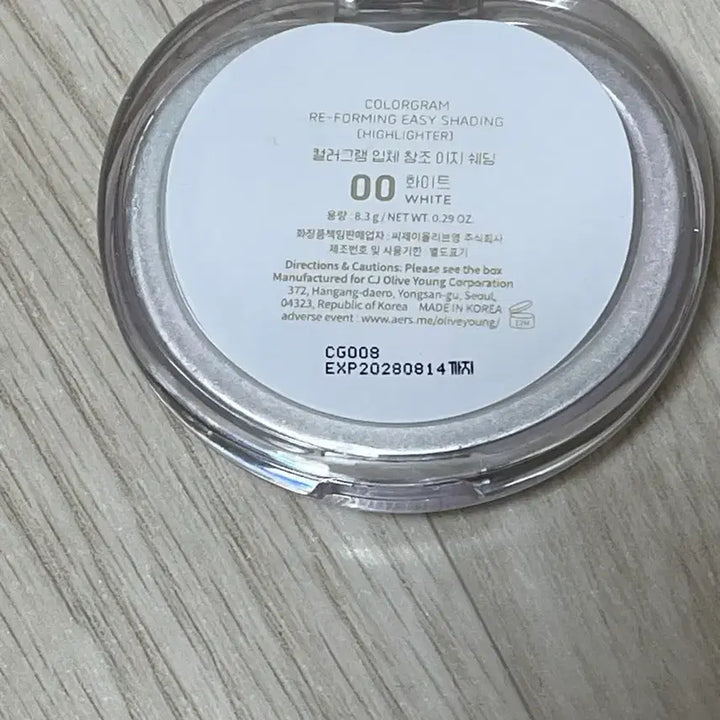 COLORGRAM
RE-FORMING EASY SHADING
(HIGHLIGHTER)
컬러그램 입체 창조 이지 쉐딩
00 화이트
WHITE
용량 : 8.3 g / NET WT. 0.29 OZ.
화장품책임판매업자 : 씨제이올리브영 주식회사
제조번호 및 사용기한 : 별도표기
Directions & Cautions: Please see the box
Manufactured for CJ Olive Young Corporation
372, Hangang-daero, Yongsan-gu, Seoul,
04323, Republic of Korea MADE IN KOREA
adverse event : www.aers.me/oliveyoung/
12M
CG008
EXP20280814까지